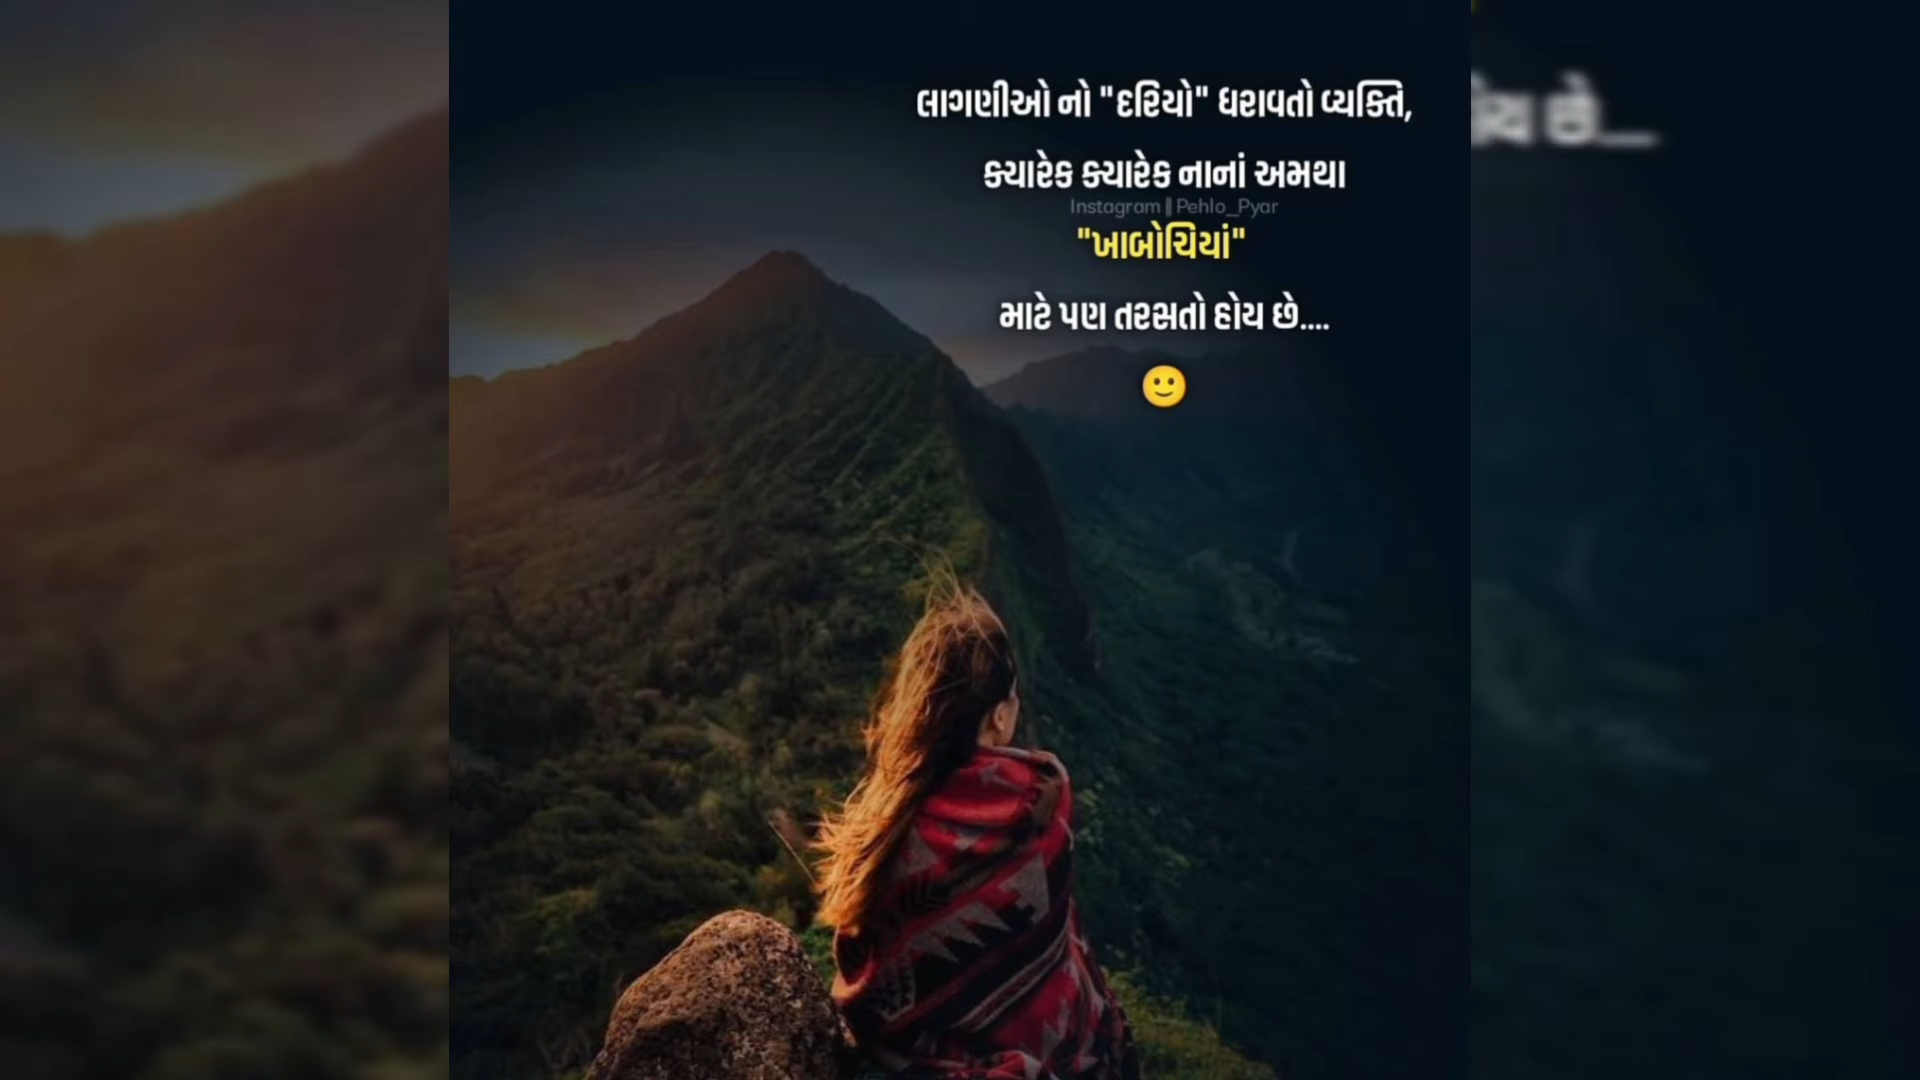 લાગણીઓ નો "દરિયો" ધરાવતો વ્યક્તિ,
ક્યારેક ક્યારેક નાનાં અમથા
Instagram || Pehlo_Pyar
"ખાબોચિયાં"
માટે પણ તરસતો હોય છે....
🙂